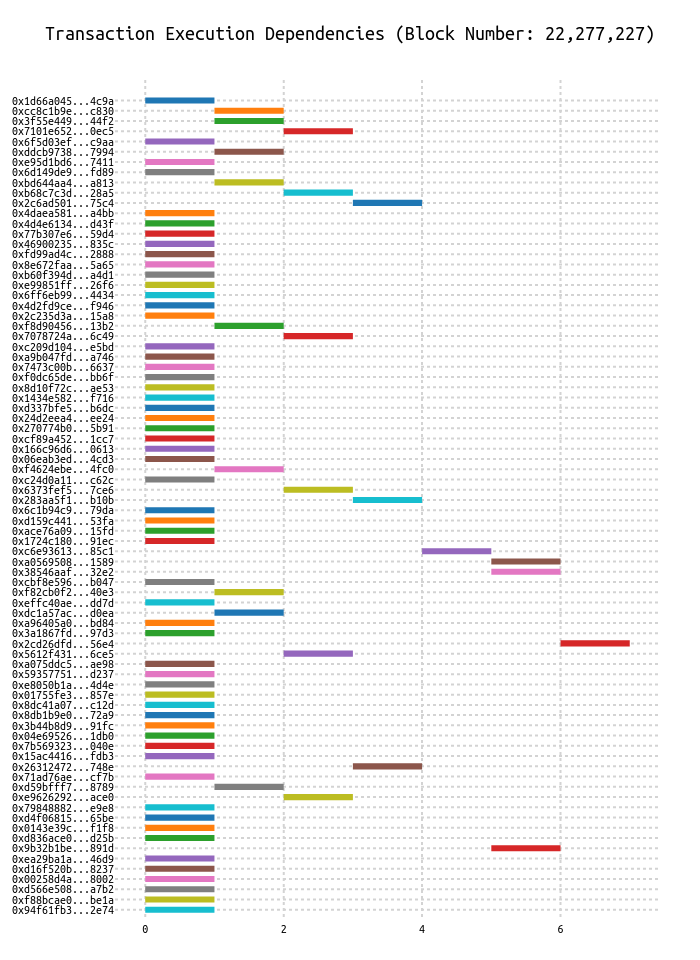 Transaction Execution Dependencies (Block Number: 22,277,227)
0x1d66a045...4c9a
0xcc8c1b9e...c830
0x3f55e449...44f2
0x7101e652...0ec5
0x6f5d03ef...c9aa
0xddcb9738...7994
0xe95d1bd6...7411
0x6d149de9...fd89
0xbd644aa4...a813
0xb68c7c3d...28a5
0x2c6ad501...75c4
0x4daea581...a4bb
0x4d4e6134...d43f
0x77b307e6...59d4
0x46900235...835c
0xfd99ad4c...2888
0x8e672faa...5a65
0xb60f394d...a4d1
0xe99851ff...26f6
0x6ff6eb99...4434
0x4d2fd9ce...f946
0x2c235d3a...15a8
0xf8d90456...13b2
0x7078724a...6c49
0xc209d104...e5bd
0xa9b047fd...a746
0x7473c00b...6637
0xf0dc65de...bb6f
0x8d10f72c...ae53
0x1434e582...f716
0xd337bfe5...b6dc
0x24d2eea4...ee24
0x270774b0...5b91
0xcf89a452...1cc7
0x166c96d6...0613
0x06eab3ed...4cd3
0xf4624ebe...4fc0
0xc24d0a11...c62c
0x6373fef5...7ce6
0x283aa5f1...b10b
0x6c1b94c9...79da
0xd159c441...53fa
0xace76a09...15fd
0x1724c180...91ec
0xc6e93613...85c1
0xa0569508...1589
0x38546aaf...32e2
0xcbf8e596...b047
0xf82cb0f2...40e3
0xeffc40ae...dd7d
0xdc1a57ac...d0ea
0xa96405a0...bd84
0x3a1867fd...97d3
0x2cd26dfd...56e4
0x5612f431...6ce5
0xa075ddc5...ae98
0x59357751...d237
0xe8050b1a...4d4e
0x01755fe3...857e
0x8dc41a07...c12d
0x8db1b9e0...72a9
0x3b44b8d9...91fc
0x04e69526...1db0
0x7b569323...040e
0x15ac4416...fdb3
0x26312472...748e
0x71ad76ae...cf7b
0xd59bfff7...8789
0xe9626292...ace0
0x79848882...e9e8
0xd4f06815...65be
0x0143e39c...f1f8
0xd836ace0...d25b
0x9b32b1be...891d
0xea29ba1a...46d9
0xd16f520b...8237
0x00258d4a...8002
0xd566e508...a7b2
0xf88bcae0...be1a
0x94f61fb3...2e74
0 2 4 6